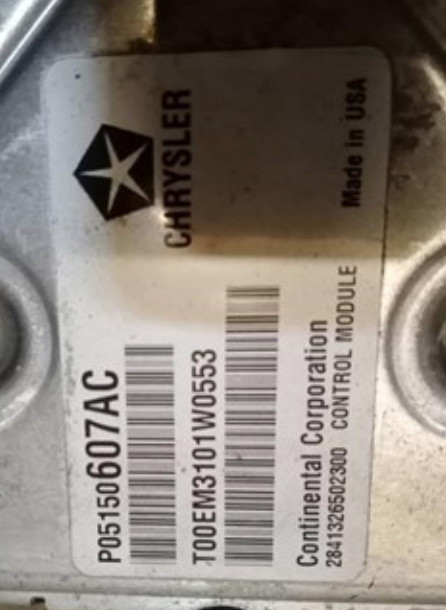 CHRYSLER
Made in USA
P05150607AC
T00EM3101W0553
Continental Corporation
2841326502300 CONTROL MODULE